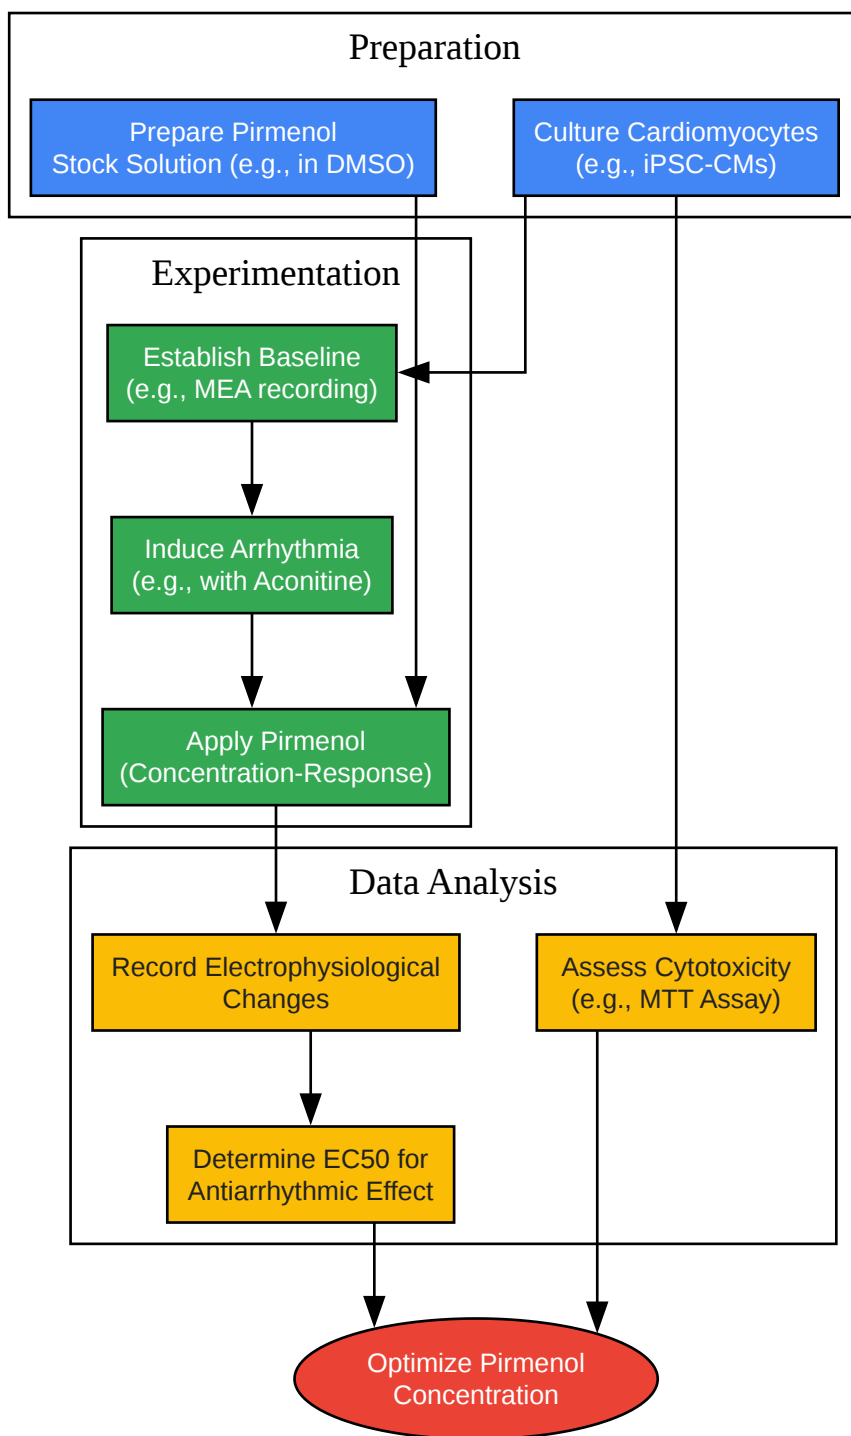 Preparation
Prepare Pirmenol
Stock Solution (e.g., in DMSO)
Culture Cardiomyocytes
(e.g., iPSC-CMs)
Experimentation
Establish Baseline
(e.g., MEA recording)
Induce Arrhythmia
(e.g., with Aconitine)
Apply Pirmenol
(Concentration-Response)
Data Analysis
Record Electrophysiological
Changes
Assess Cytotoxicity
(e.g., MTT Assay)
Determine EC50 for
Antiarrhythmic Effect
Optimize Pirmenol
Concentration